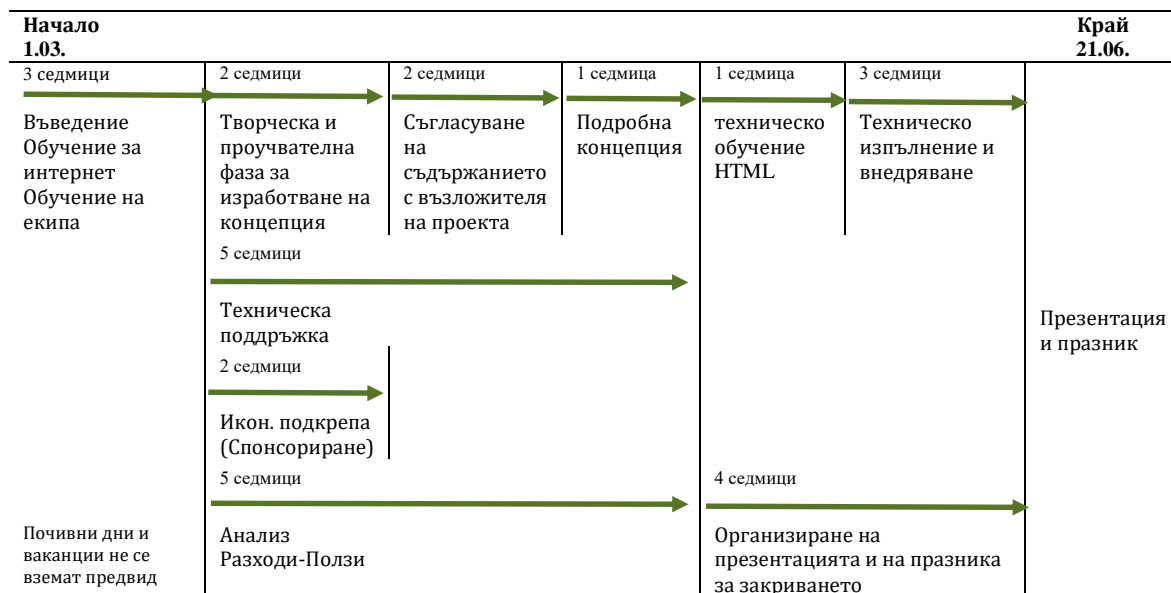 Начало
1.03.
Край
21.06.
3 седмици
2 седмици
2 седмици
1 седмица
1 седмица
3 седмици
Въведение
Обучение за
интернет
Обучение на
екипа
Творческа и
проучвателна
фаза за
изработване на
концепция
Съгласуване
на
съдържанието
с възложителя
на проекта
Подробна
концепция
техническо
обучение
HTML
Техническо
изпълнение и
внедряване
5 седмици
Техническа
поддръжка
Презентация
и празник
2 седмици
Икон. подкрепа
(Спонсориране)
5 седмици
4 седмици
Почивни дни и
ваканции не се
вземат предвид
Анализ
Разходи-Ползи
Организиране на
презентацията и на празника
за закриването